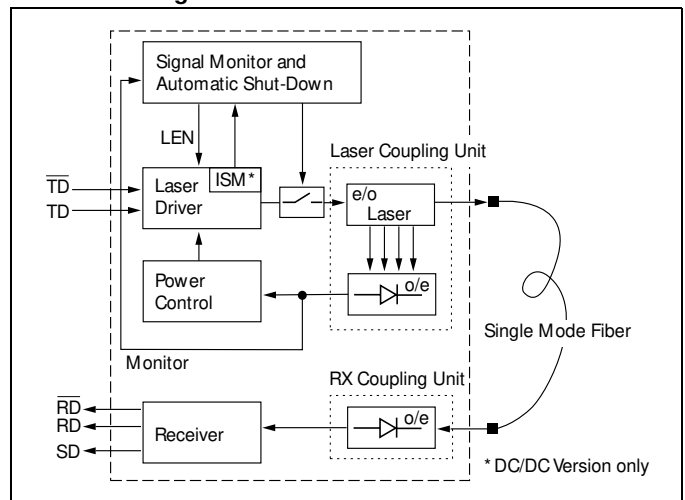 Signal Monitor and
Automatic Shut-Down
LEN
Laser Coupling Unit
TD
TD
Laser
Driver
ISM*
e/o
Laser
Power
Control
o/e
Single Mode Fiber
Monitor
RX Coupling Unit
RD
RD
SD
Receiver
o/e
* DC/DC Version only